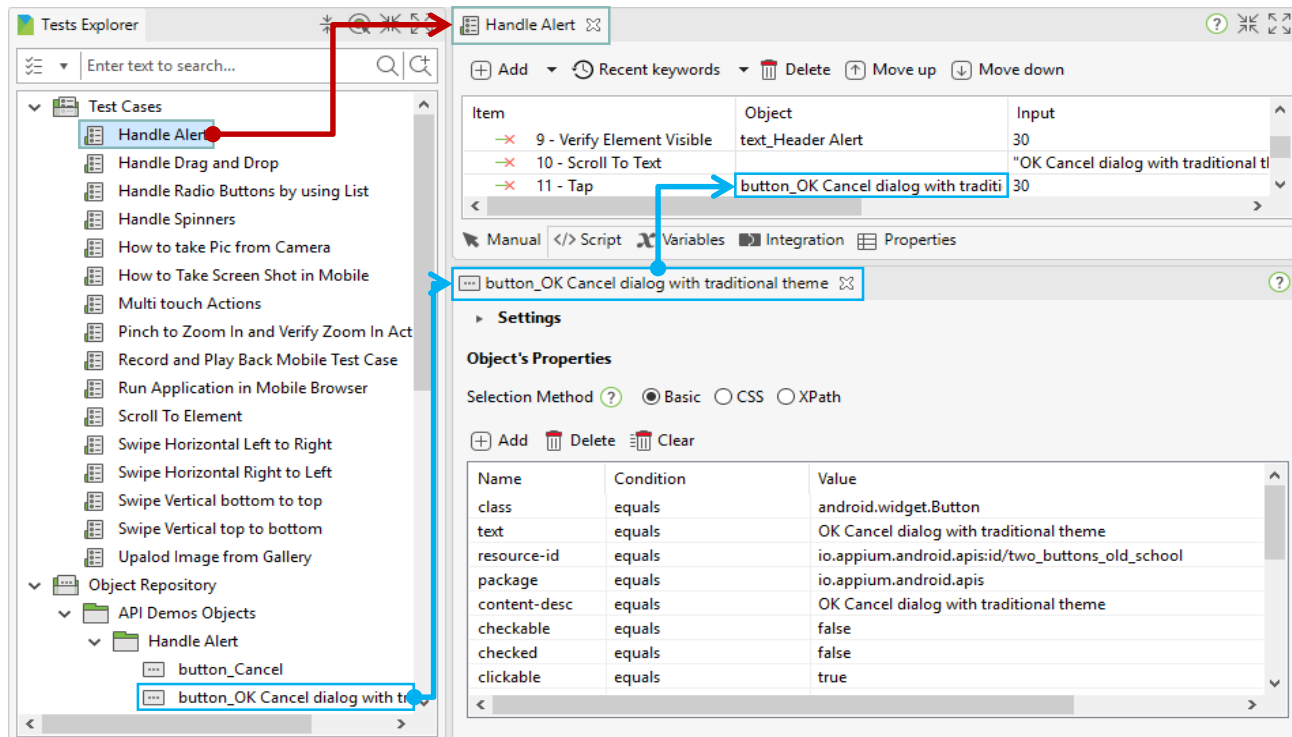 Tests Explorer
Enter text to search...
Test Cases
Handle Alert
Handle Drag and Drop
Handle Radio Buttons by using List
Handle Spinners
How to take Pic from Camera
How to Take Screen Shot in Mobile
Multi touch Actions
Pinch to Zoom In and Verify Zoom In Act
Record and Play Back Mobile Test Case
Run Application in Mobile Browser
Scroll To Element
Swipe Horizontal Left to Right
Swipe Horizontal Right to Left
Swipe Vertical bottom to top
Swipe Vertical top to bottom
Upalod Image from Gallery
Object Repository
API Demos Objects
Handle Alert
button_Cancel
button_OK Cancel dialog with tr
Handle Alert
Add Recent keywords Delete Move up Move down
Item Object Input
9 - Verify Element Visible text_Header Alert 30
10 - Scroll To Text "OK Cancel dialog with traditional tl
11 - Tap button_OK Cancel dialog with traditi 30
Manual </> Script Variables Integration Properties
button_OK Cancel dialog with traditional theme
Settings
Object's Properties
Selection Method ? Basic CSS XPath
Add Delete Clear
Name Condition Value
class equals android.widget.Button
text equals OK Cancel dialog with traditional theme
resource-id equals io.appium.android.apis:id/two_buttons_old_school
package equals io.appium.android.apis
content-desc equals OK Cancel dialog with traditional theme
checkable equals false
checked equals false
clickable equals true